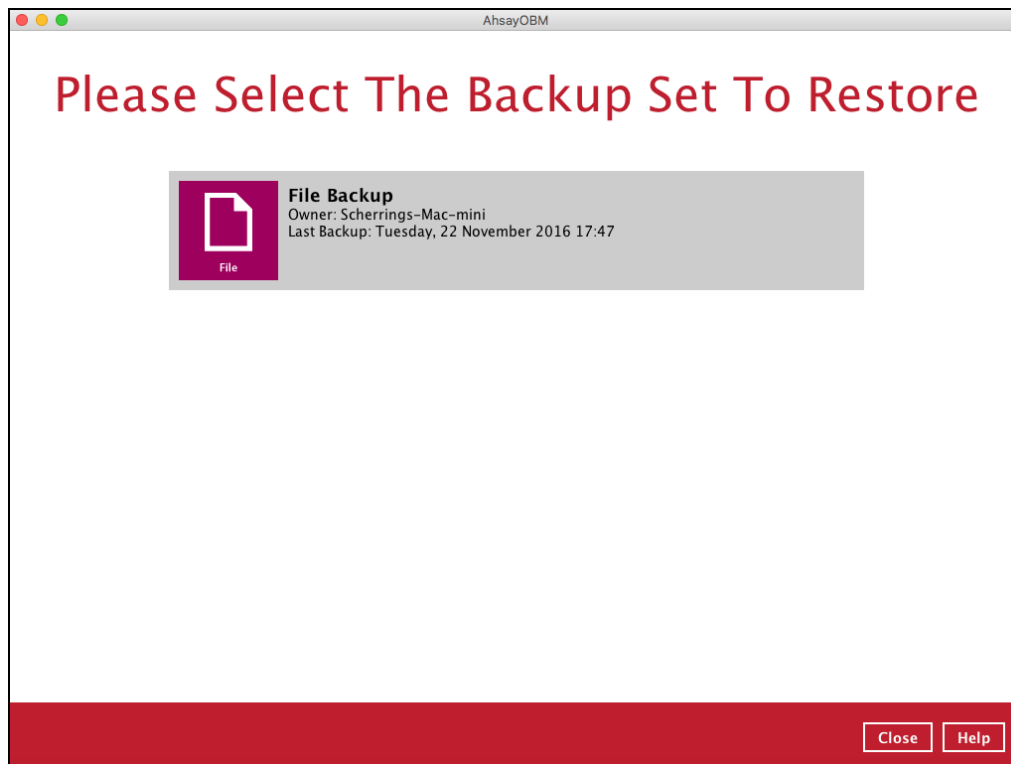 AhsayOBM
Please Select The Backup Set To Restore
File Backup
Owner: Scherrings-Mac-mini
Last Backup: Tuesday, 22 November 2016 17:47
File
Close Help